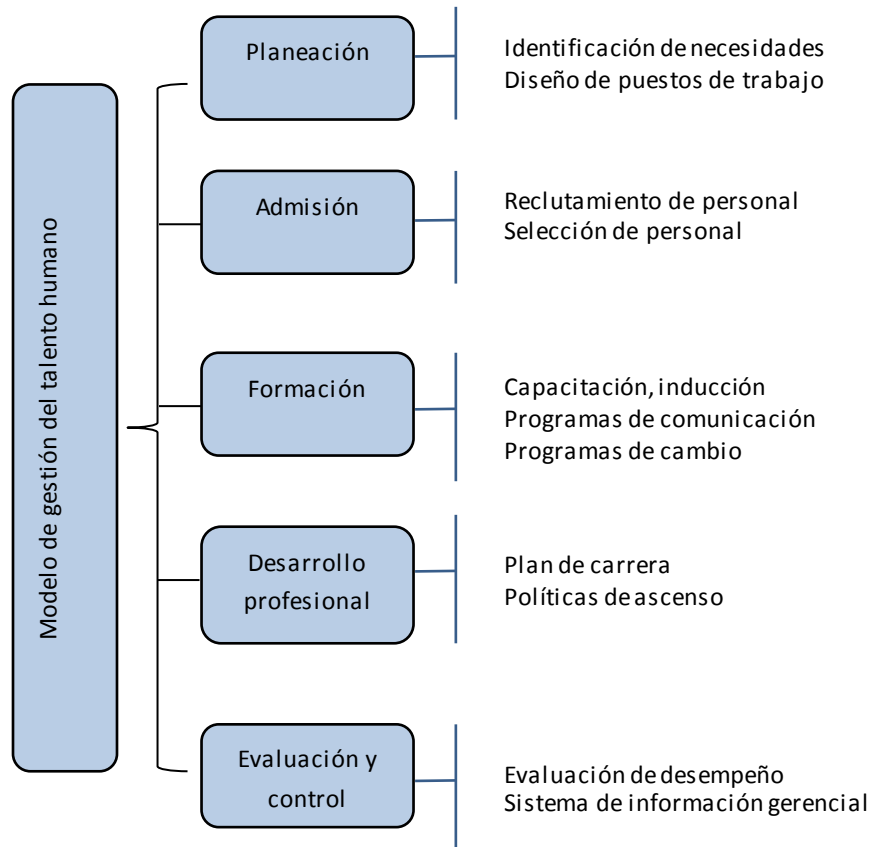 Modelo de gestión del talento humano
Planeación
Identificación de necesidades
Diseño de puestos de trabajo
Admisión
Reclutamiento de personal
Selección de personal
Formación
Capacitación, inducción
Programas de comunicación
Programas de cambio
Desarrollo
profesional
Plan de carrera
Políticas de ascenso
Evaluación y
control
Evaluación de desempeño
Sistema de información gerencial